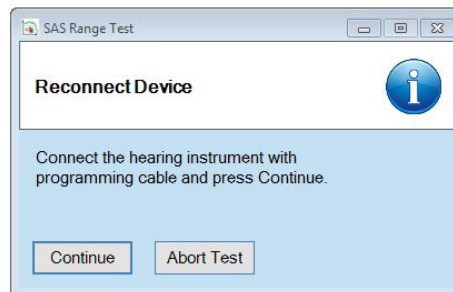 SAS Range Test
Reconnect Device
Connect the hearing instrument with
programming cable and press Continue.
Continue
Abort Test